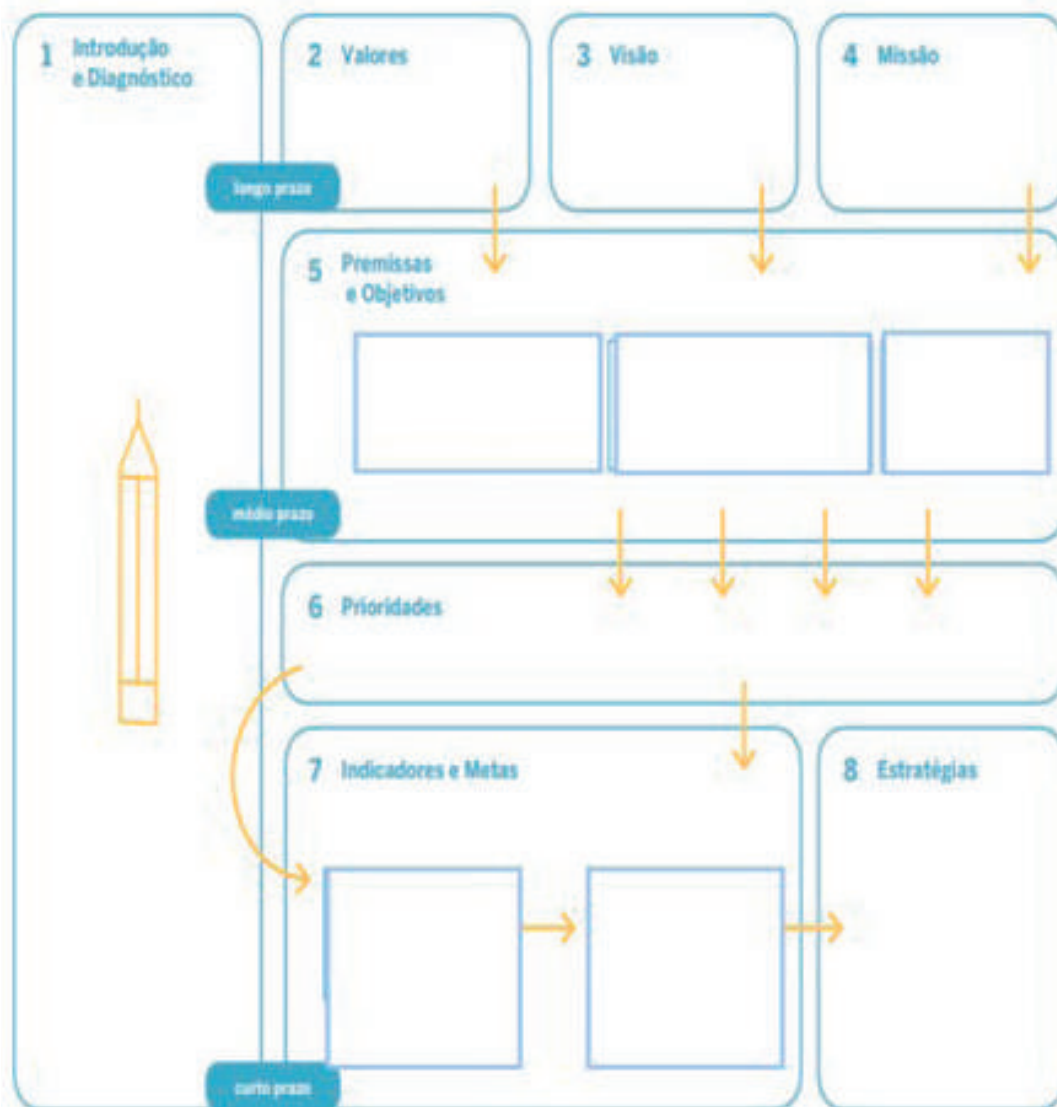 1 Introdução
e Diagnóstico
2 Valores
3 Visão
4 Missão
longo prazo
5 Premissas
e Objetivos
médio prazo
6 Prioridades
7 Indicadores e Metas
8 Estratégias
curto prazo